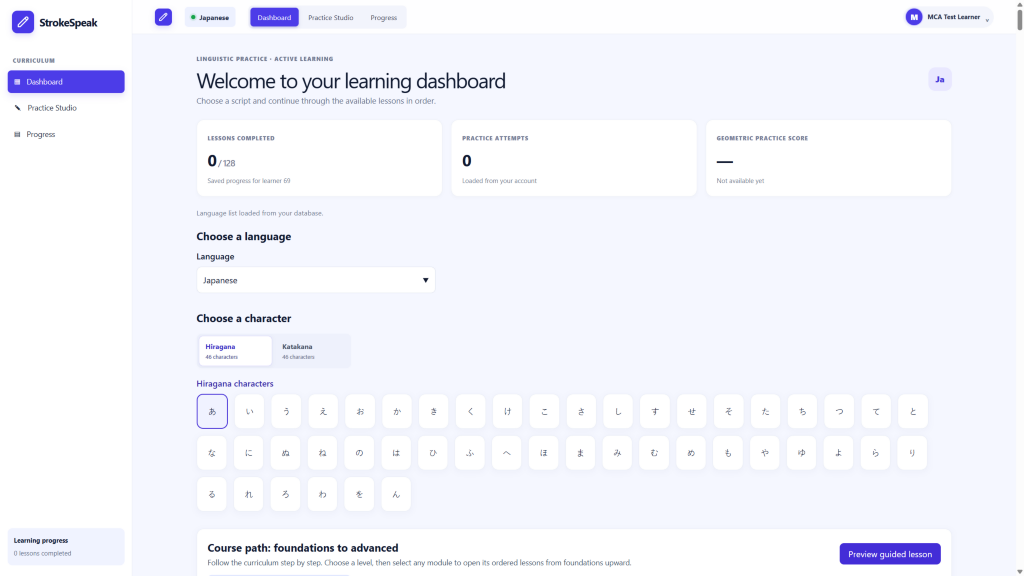 StrokeSpeak
CURRICULUM
Dashboard
Practice Studio
Progress
Learning progress
0 lessons completed
Japanese
Dashboard
Practice Studio
Progress
M
MCA Test Learner
LINGUISTIC PRACTICE · ACTIVE LEARNING
Welcome to your learning dashboard
Choose a script and continue through the available lessons in order.
Ja
LESSONS COMPLETED
0 / 128
Saved progress for learner 69
PRACTICE ATTEMPTS
0
Loaded from your account
GEOMETRIC PRACTICE SCORE
—
Not available yet
Language list loaded from your database.
Choose a language
Language
Japanese
Choose a character
Hiragana
46 characters
Katakana
46 characters
Hiragana characters
あ い う え お か き く け こ さ し す せ そ た ち つ て と
な に ぬ ね の は ひ ふ へ ほ ま み む め も や ゆ よ ら り
る れ ろ わ を ん
Course path: foundations to advanced
Follow the curriculum step by step. Choose a level, then select any module to open its ordered lessons from foundations upward.
Preview guided lesson